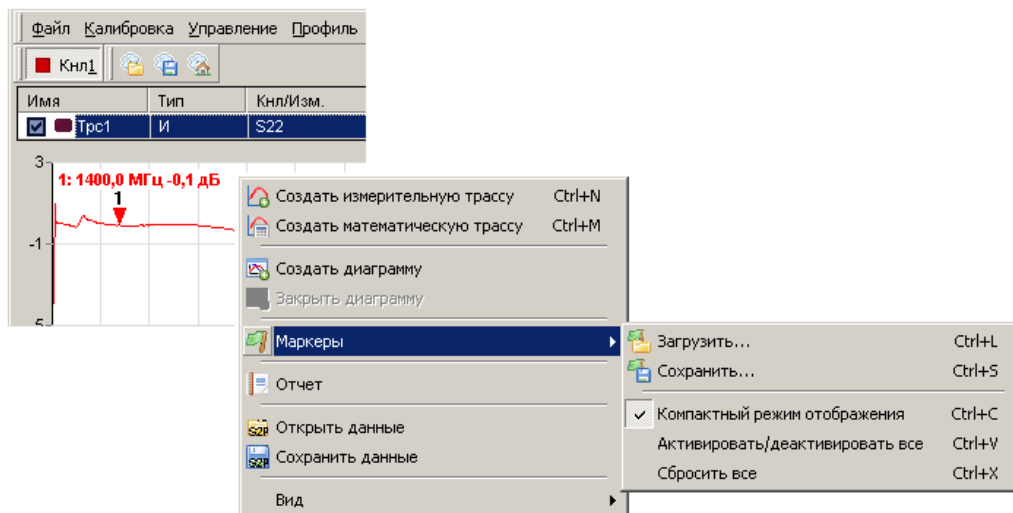 Файл Калибровка Управление Профиль
Кнл1
Имя Тип Кнл/Изм.
Трс1 И S22
3
1: 1400,0 МГц -0,1 дБ
1
-1
-5
Создать измерительную трассу Ctrl+N
Создать математическую трассу Ctrl+M
Создать диаграмму
Закрыть диаграмму
Маркеры
Отчет
S2P Открыть данные
S2P Сохранить данные
Вид
Загрузить... Ctrl+L
Сохранить... Ctrl+S
Компактный режим отображения Ctrl+C
Активировать/деактивировать все Ctrl+V
Сбросить все Ctrl+X